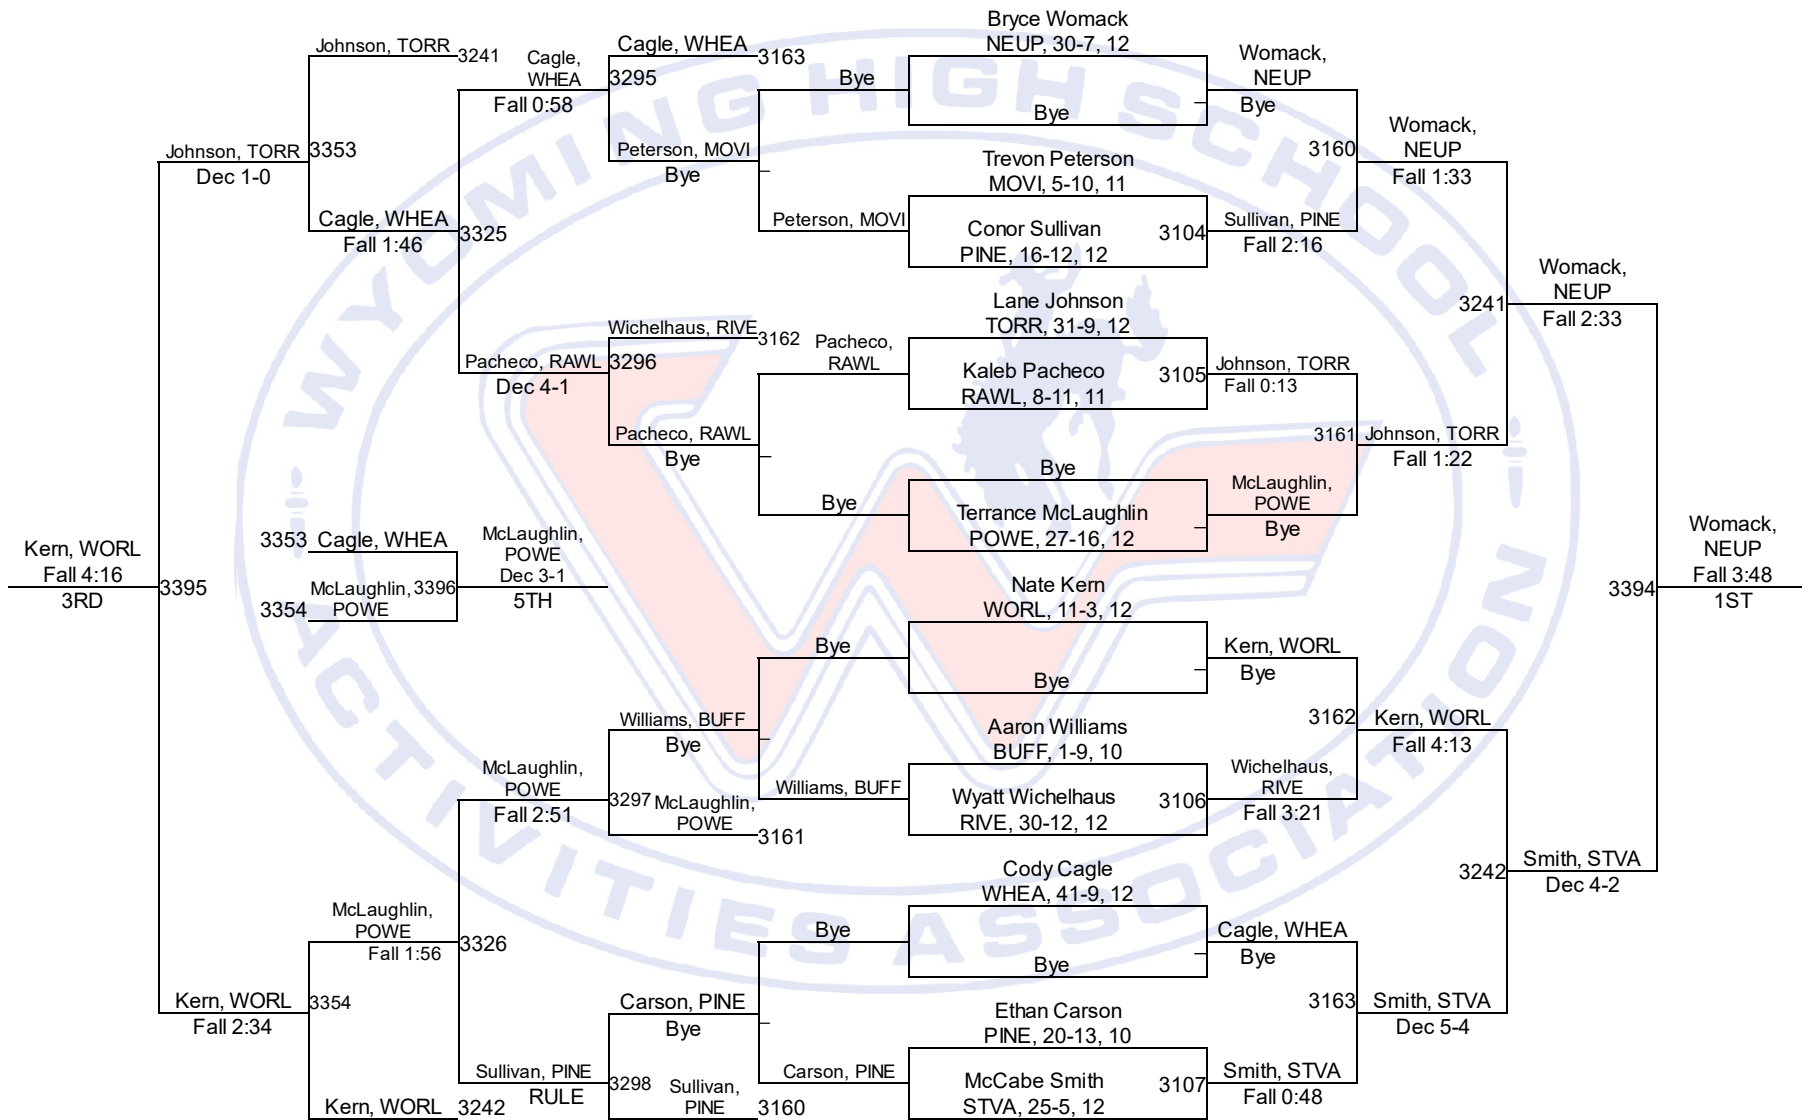 Johnson, TORR
3241
Cagle,
WHEA
Fall 0:58
Cagle, WHEA
3163
3295
Peterson, MOVI
Bye
Johnson, TORR
Dec 1-0
3353
Cagle, WHEA
Fall 1:46
3325
Wichelhaus, RIVE
3162
Pacheco, RAWL
Dec 4-1
3296
Pacheco, RAWL
Bye
Bye
Peterson, MOVI
Pacheco,
RAWL
Bye
Bryce Womack
NEUP, 30-7, 12
Bye
Trevon Peterson
MOVI, 5-10, 11
Conor Sullivan
PINE, 16-12, 12
3104
Lane Johnson
TORR, 31-9, 12
Kaleb Pacheco
RAWL, 8-11, 11
3105
Bye
Terrance McLaughlin
POWE, 27-16, 12
Womack,
NEUP
Bye
3160
Sullivan, PINE
Fall 2:16
Womack,
NEUP
Fall 1:33
Johnson, TORR
Fall 0:13
3161
McLaughlin,
POWE
Bye
Johnson, TORR
Fall 1:22
3241
Womack,
NEUP
Fall 2:33
Kern, WORL
Fall 4:16
3RD
3395
3353
Cagle, WHEA
McLaughlin,
POWE
3354
3396
McLaughlin,
POWE
Dec 3-1
5TH
3394
Womack,
NEUP
Fall 3:48
1ST
Bye
Williams, BUFF
Bye
Williams, BUFF
McLaughlin,
POWE
Fall 2:51
3297
McLaughlin,
POWE
3161
McLaughlin,
POWE
Fall 1:56
3326
Kern, WORL
Fall 2:34
3354
Kern, WORL
3242
Sullivan, PINE
RULE
3298
Carson, PINE
Bye
Sullivan,
PINE
3160
Bye
Carson, PINE
Nate Kern
WORL, 11-3, 12
Bye
Aaron Williams
BUFF, 1-9, 10
Wyatt Wichelhaus
RIVE, 30-12, 12
3106
Cody Cagle
WHEA, 41-9, 12
Bye
Ethan Carson
PINE, 20-13, 10
McCabe Smith
STVA, 25-5, 12
3107
Kern, WORL
Bye
3162
Wichelhaus,
RIVE
Fall 3:21
Kern, WORL
Fall 4:13
Cagle, WHEA
Bye
3163
Smith, STVA
Fall 0:48
Smith, STVA
Dec 5-4
3242
Smith, STVA
Dec 4-2
WYOMING HIGH SCHOOL
ACTIVITIES ASSOCIATION